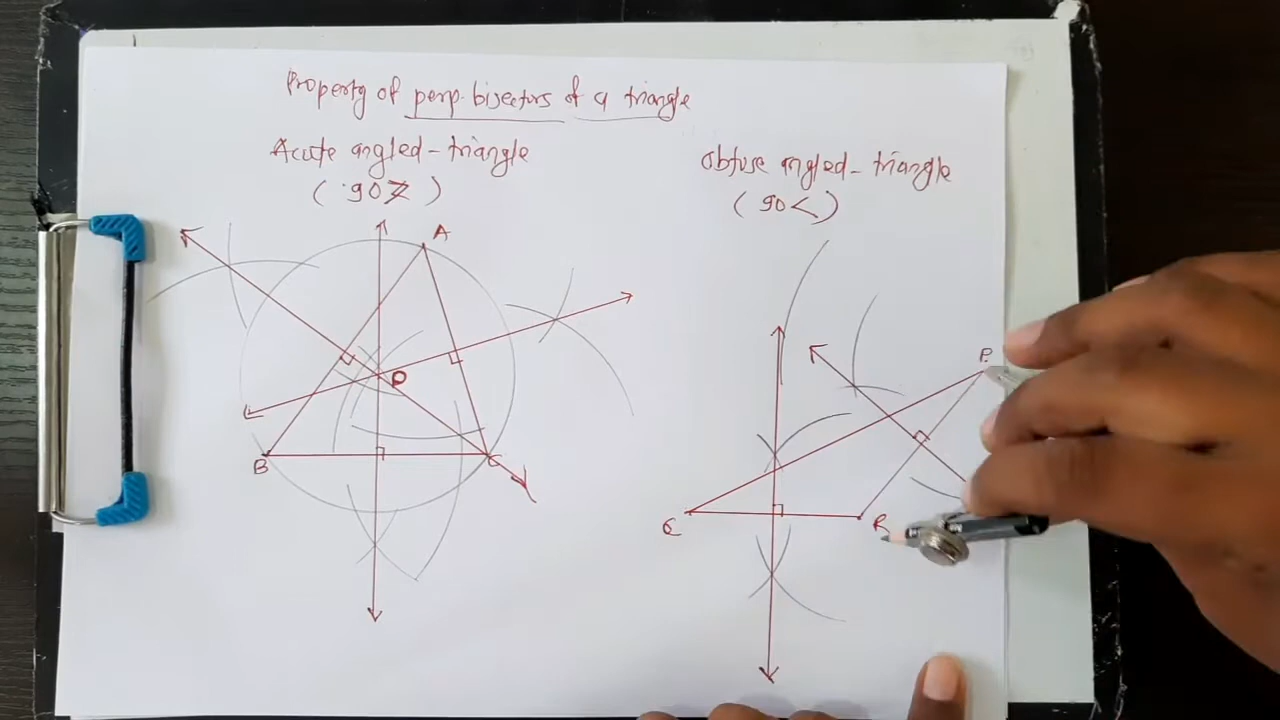 Property of perp. bisectors of a triangle
Acute angled-triangle
Obtuse angled-triangle
(90≯)
(90<)
A
P
O
B
C
Q
R